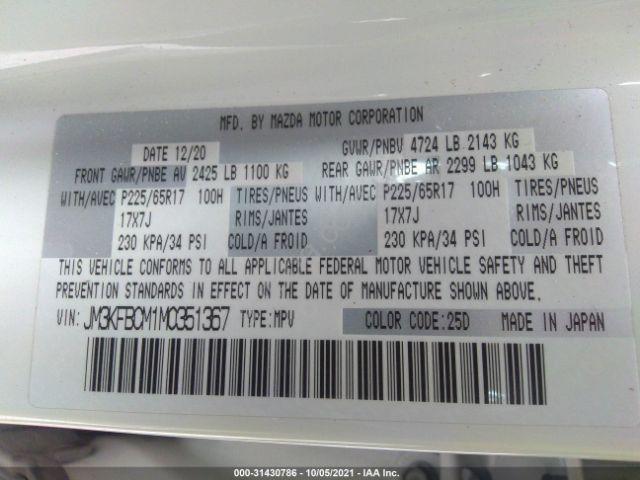 MFD. BY MAZDA MOTOR CORPORATION
DATE 12/20 GVWR/PNBV 4724 LB 2143 KG
FRONT GAWR/PNBE AV 2425 LB 1100 KG REAR GAWR/PNBE AR 2299 LB 1043 KG
WITH/AVEC P225/65R17 100H TIRES/PNEUS WITH/AVEC P225/65R17 100H TIRES/PNEUS
17X7J RIMS/JANTES 17X7J RIMS/JANTES
230 KPA/34 PSI COLD/A FROID 230 KPA/34 PSI COLD/A FROID
THIS VEHICLE CONFORMS TO ALL APPLICABLE FEDERAL MOTOR VEHICLE SAFETY AND THEFT
PREVENTION STANDARDS IN EFFECT ON THE DATE OF MANUFACTURE SHOWN ABOVE.
VIN: JM3KFBCM1M0351367 TYPE:MPV COLOR CODE:25D MADE IN JAPAN
000-31430786 - 10/05/2021 - IAA Inc.